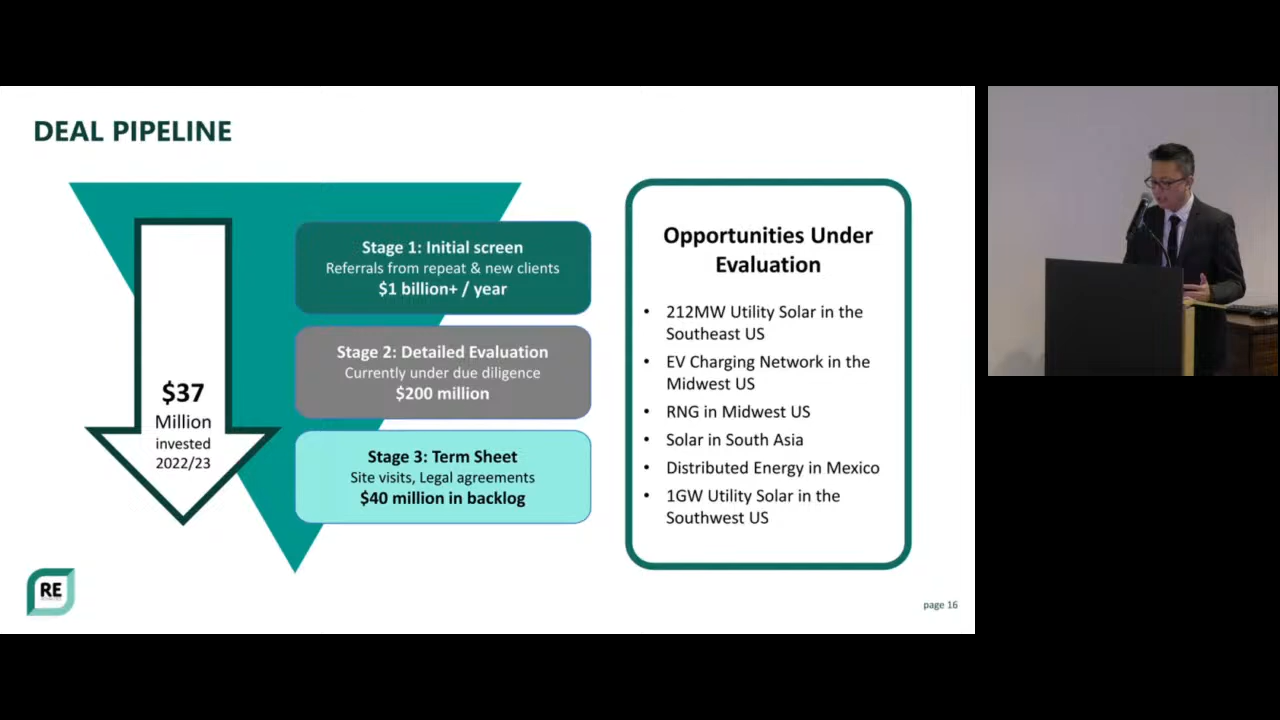 DEAL PIPELINE
$37
Million
invested
2022/23
Stage 1: Initial screen
Referrals from repeat & new clients
$1 billion+ / year
Stage 2: Detailed Evaluation
Currently under due diligence
$200 million
Stage 3: Term Sheet
Site visits, Legal agreements
$40 million in backlog
Opportunities Under
Evaluation
• 212MW Utility Solar in the
Southeast US
• EV Charging Network in the
Midwest US
• RNG in Midwest US
• Solar in South Asia
• Distributed Energy in Mexico
• 1GW Utility Solar in the
Southwest US
RE
page 16